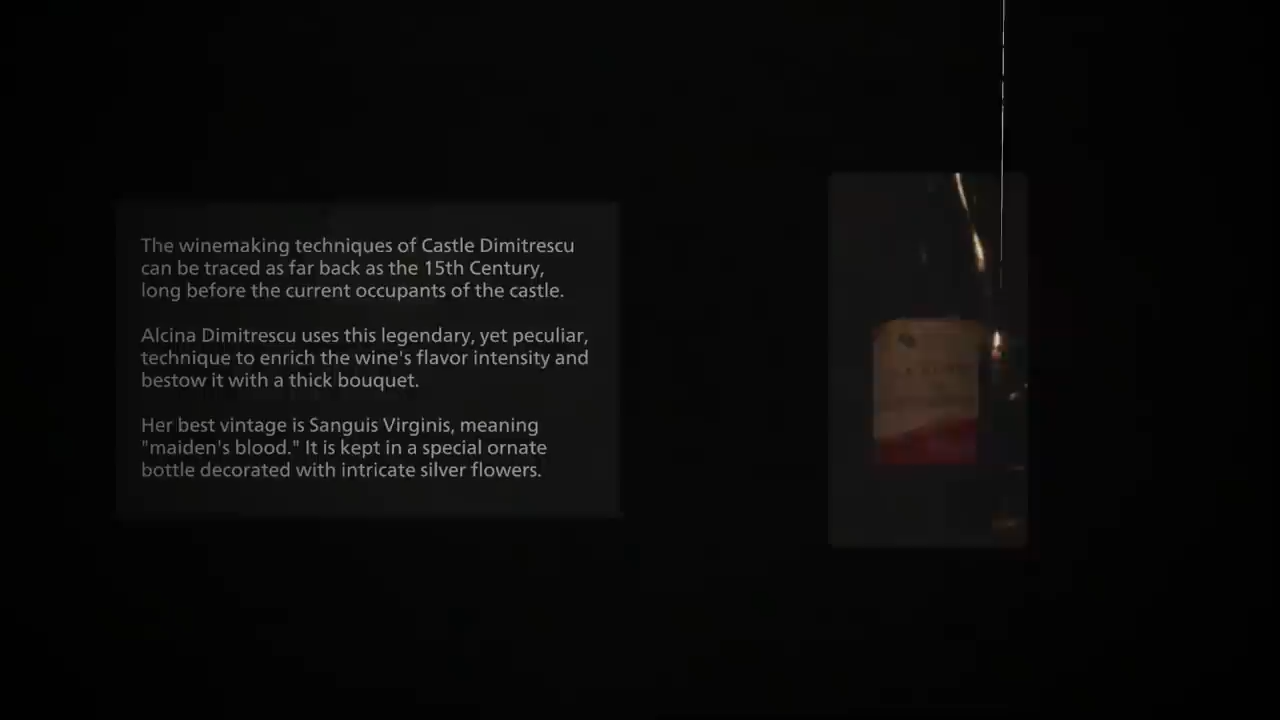 The winemaking techniques of Castle Dimitrescu
can be traced as far back as the 15th Century,
long before the current occupants of the castle.
Alcina Dimitrescu uses this legendary, yet peculiar,
technique to enrich the wine's flavor intensity and
bestow it with a thick bouquet.
Her best vintage is Sanguis Virginis, meaning
"maiden's blood." It is kept in a special ornate
bottle decorated with intricate silver flowers.